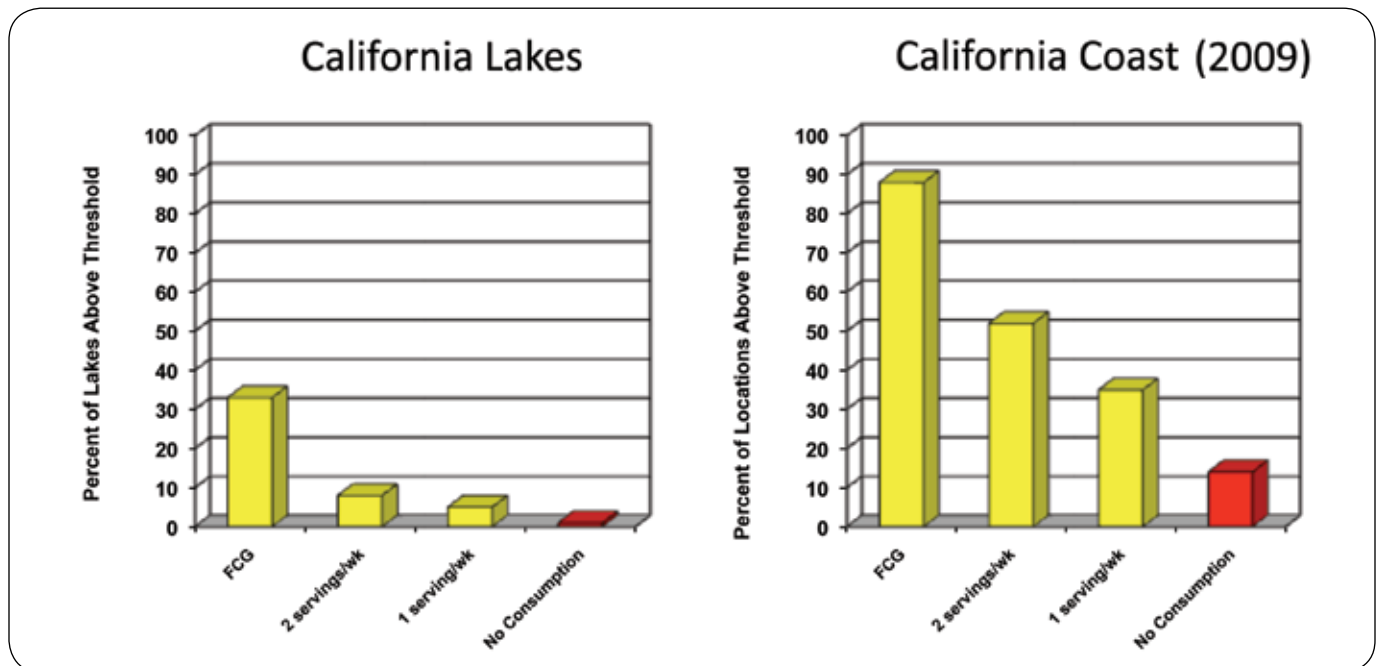 California Lakes
Percent of Lakes Above Threshold
100
90
80
70
60
50
40
30
20
10
0
FCG
2 servings/wk
1 serving/wk
No Consumption
California Coast (2009)
Percent of Locations Above Threshold
100
90
80
70
60
50
40
30
20
10
0
FCG
2 servings/wk
1 serving/wk
No Consumption